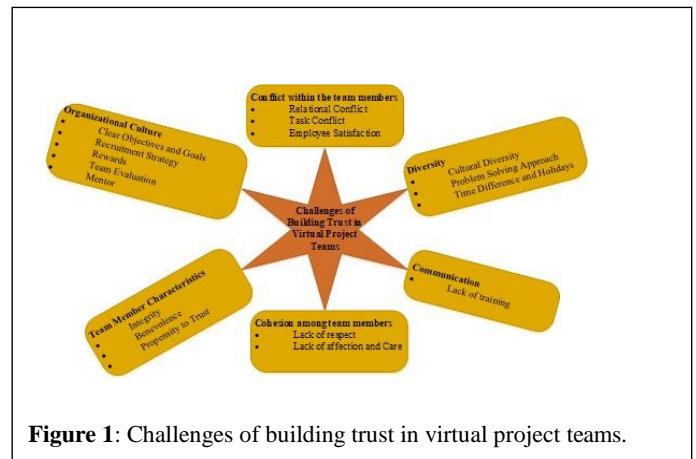 Conflict within the team members
• Relational Conflict
• Task Conflict
• Employee Satisfaction
Organizational Culture
• Clear Objectives and Goals
• Recruitment Strategy
• Rewards
• Team Evaluation
• Mentor
Diversity
• Cultural Diversity
• Problem Solving Approach
• Time Difference and Holidays
Challenges of
Building Trust in
Virtual Project
Teams
Team Member Characteristics
• Integrity
• Benevolence
• Propensity to Trust
Communication
• Lack of training
Cohesion among team members
• Lack of respect
• Lack of affection and Care
Figure 1: Challenges of building trust in virtual project teams.